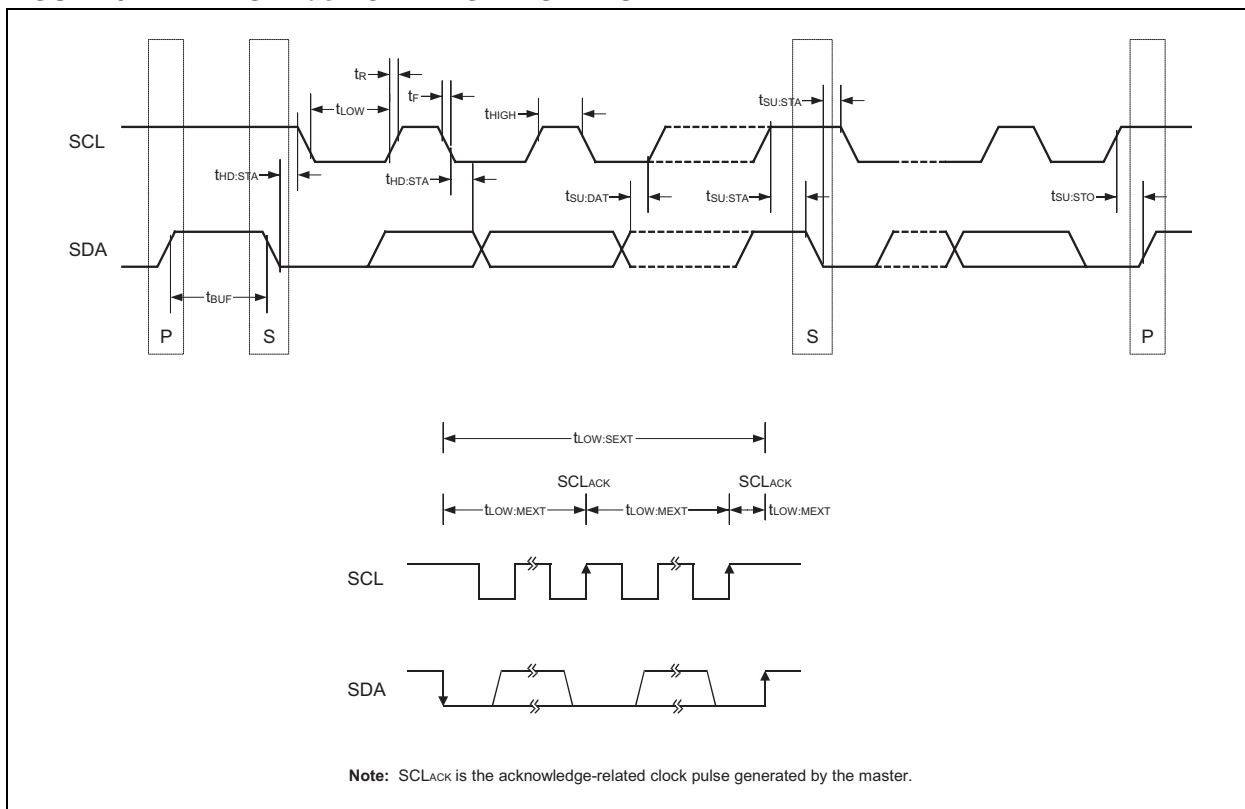 tR
tF
tLOW
tHIGH
tSU:STA
SCL
tHD:STA
tHD:STA
tSU:DAT
tSU:STA
tSU:STO
SDA
tBUF
P
S
S
P
tLOW:SEXT
SCLACK
SCLACK
tLOW:MEXT
tLOW:MEXT
tLOW:MEXT
SCL
SDA
Note: SCLACK is the acknowledge-related clock pulse generated by the master.